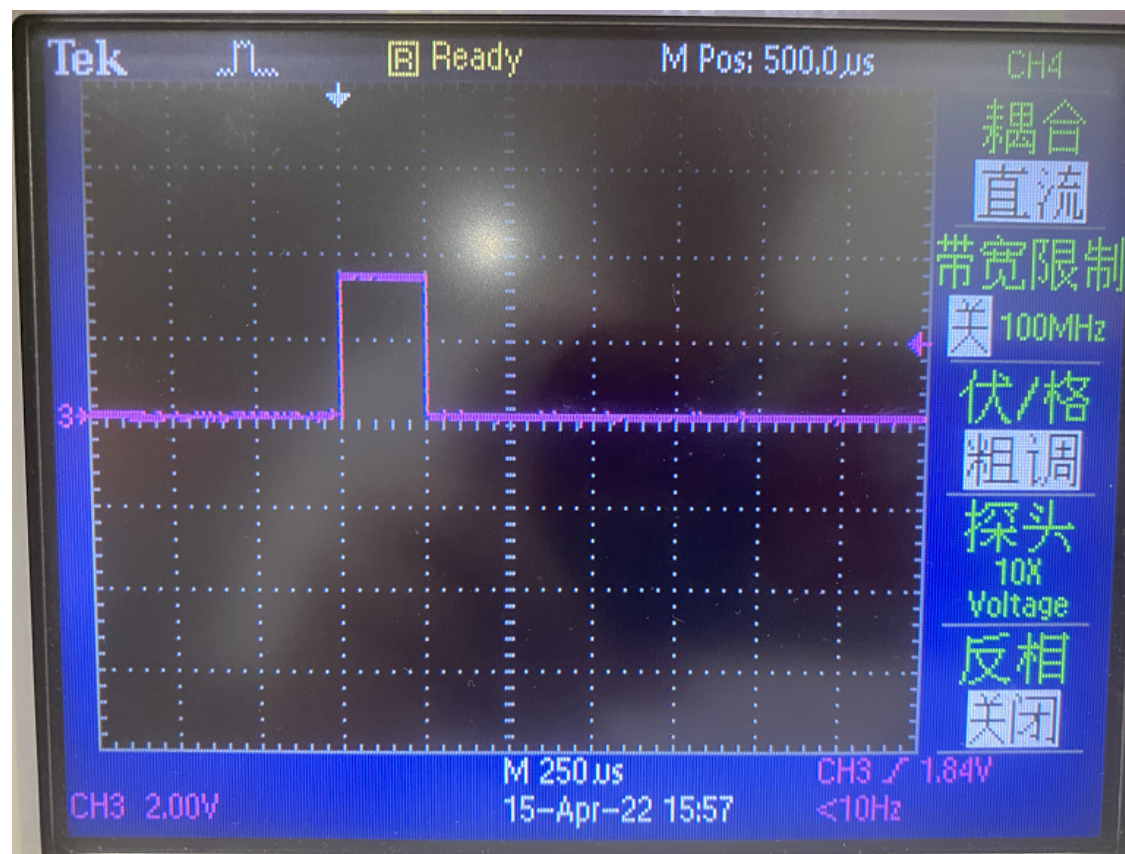 Tek R Ready M Pos: 500.0µs CH4
耦合
直流
带宽限制
关 100MHz
伏/格
粗调
探头
10X
Voltage
反相
关闭
3
M 250µs CH3 1.84V
CH3 2.00V 15-Apr-22 15:57 <10Hz